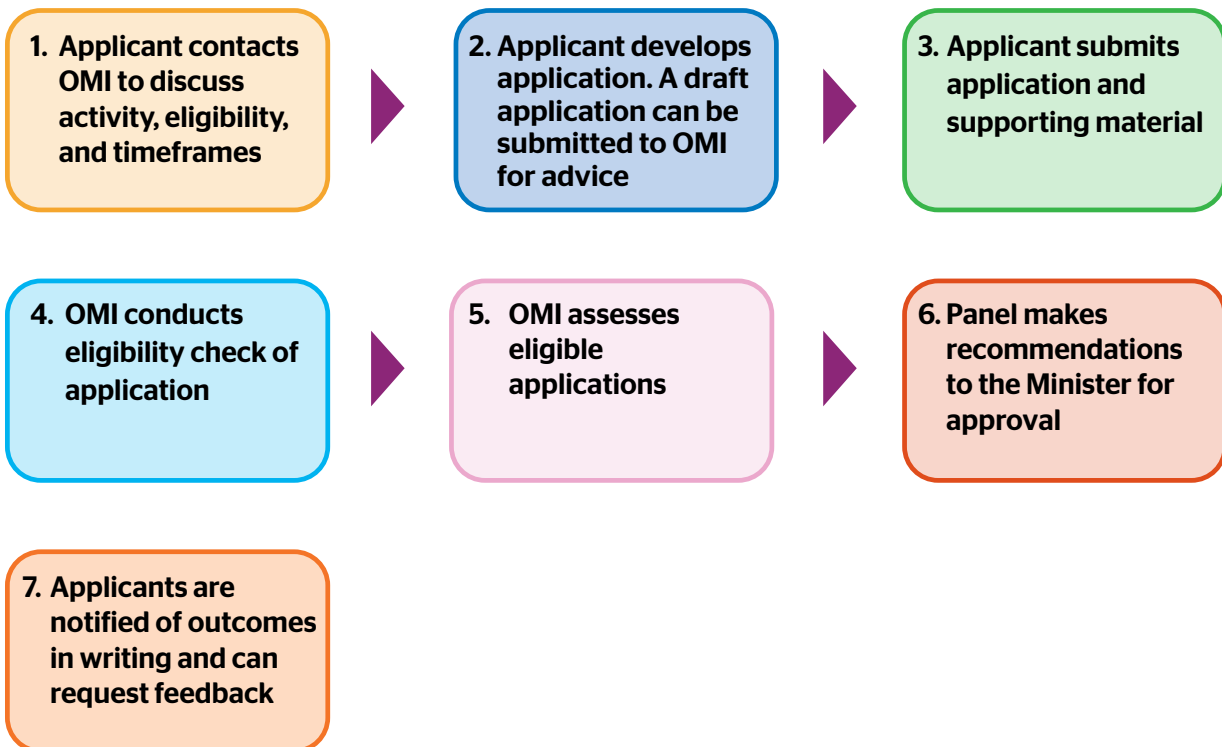 1. Applicant contacts
OMI to discuss
activity, eligibility,
and timeframes
2. Applicant develops
application. A draft
application can be
submitted to OMI
for advice
3. Applicant submits
application and
supporting material
4. OMI conducts
eligibility check of
application
5. OMI assesses
eligible
applications
6. Panel makes
recommendations
to the Minister for
approval
7. Applicants are
notified of outcomes
in writing and can
request feedback